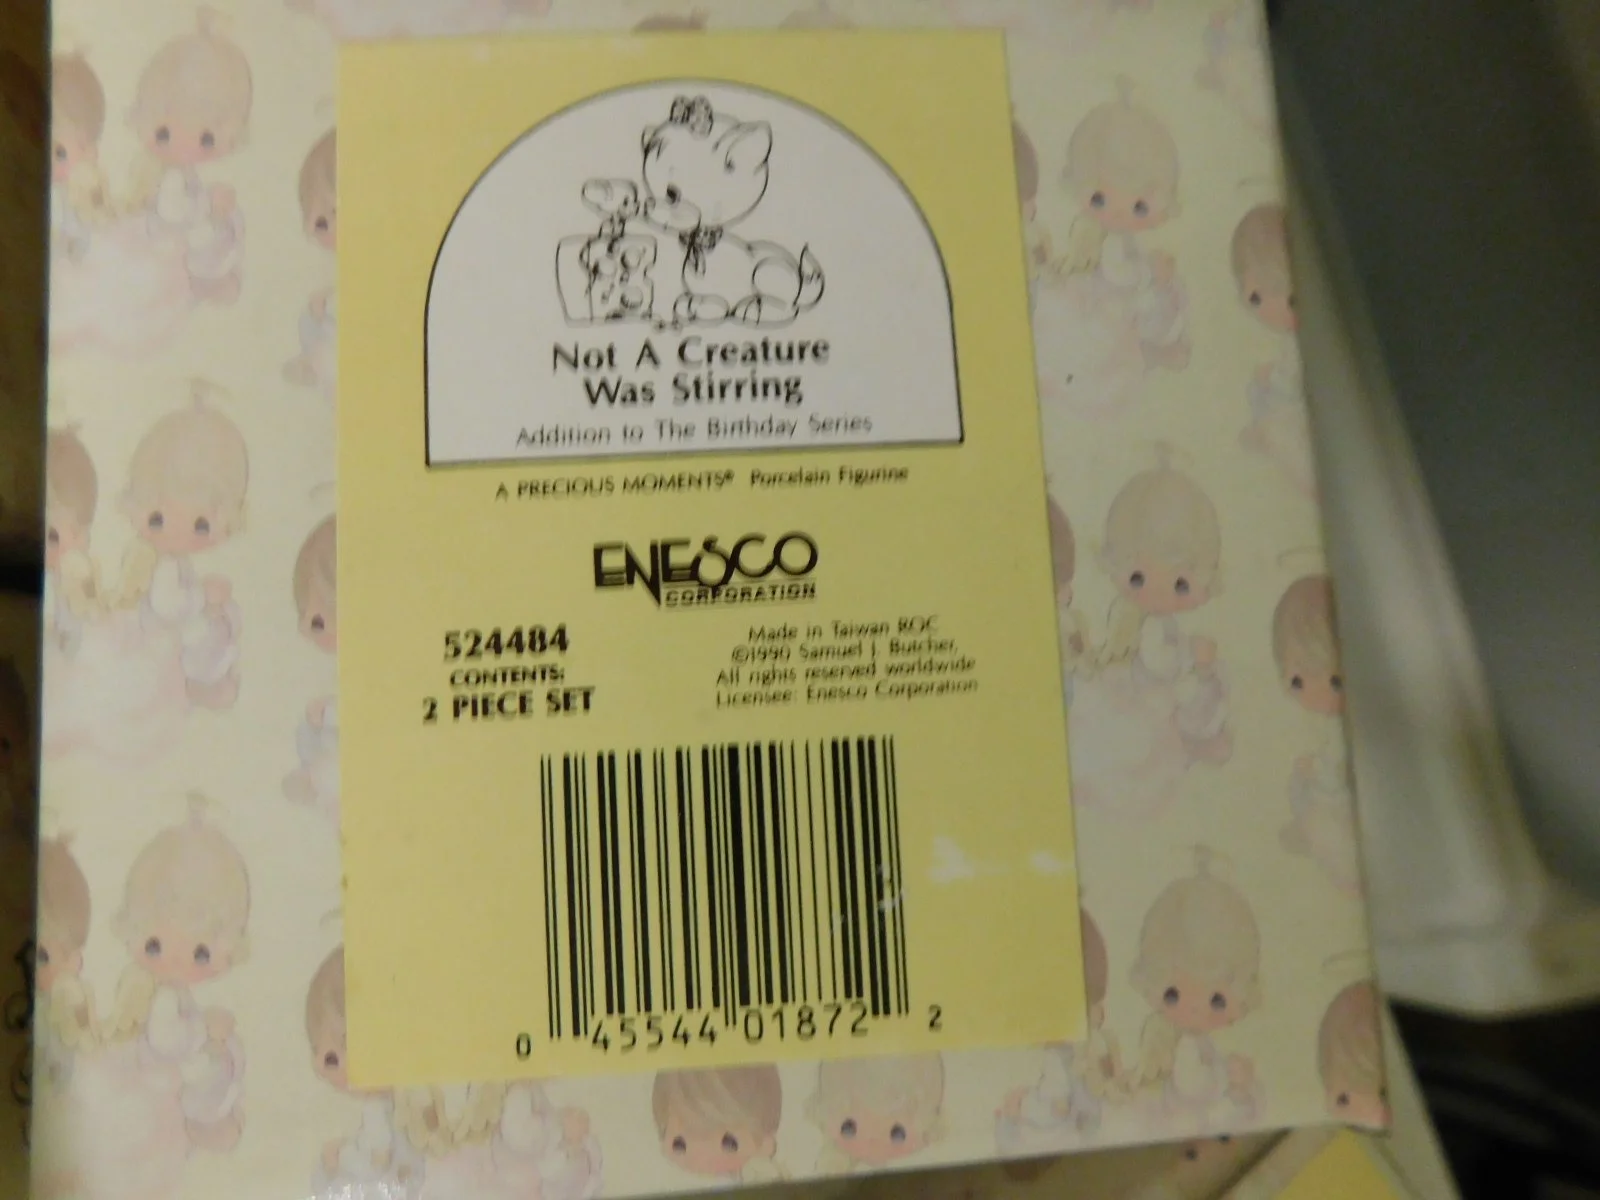 Not A Creature
Was Stirring
Addition to The Birthday Series
A PRECIOUS MOMENTS® Porcelain Figurine
ENESCO
CORPORATION
524484
CONTENTS:
2 PIECE SET
Made in Taiwan ROC
©1990 Samuel J. Butcher,
All rights reserved worldwide
Licensee: Enesco Corporation
0 45544 01872 2